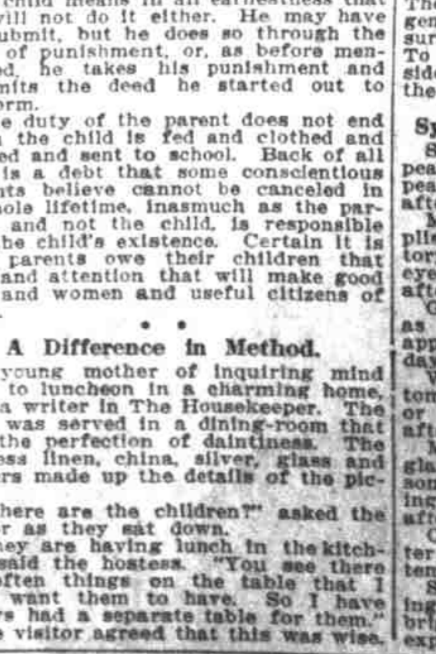 child means in all earnestness that
will not do it either. He may have
submit, but he does so through the
of punishment, or, as before men-
ed, he takes his punishment and
mits the deed he started out to
orm.
e duty of the parent does not end
the child is fed and clothed and
ed and sent to school. Back of all
is a debt that some conscientious
nts believe cannot be canceled in
hole lifetime, inasmuch as the par-
and not the child, is responsible
he child's existence. Certain it is
parents owe their children that
and attention that will make good
and women and useful citizens of
* *
A Difference in Method.
young mother of inquiring mind
to luncheon in a charming home,
a writer in The Housekeeper. The
was served in a dining-room that
the perfection of daintiness. The
ess linen, china, silver, glass and
ers made up the details of the pic-
here are the children?" asked the
r as they sat down.
hey are having lunch in the kitch-
said the hostess. "You see there
often things on the table that I
want them to have. So I have
ys had a separate table for them."
e visitor agreed that this was wise.
The
gen
sur
To
side
the
Sy
S
pea
pea
afte
M
plie
tor
eye
afte
C
as
app
day
W
ton
or
aft
M
gla
son
ing
aft
C
ter
ten
S
ing
bri
exp